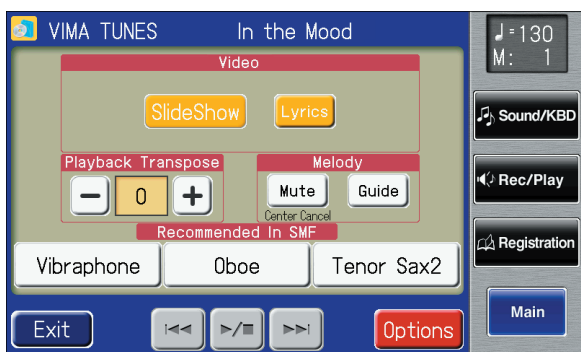 VIMA TUNES In the Mood
♩=130
M: 1
Video
SlideShow Lyrics
Sound/KBD
Playback Transpose Melody
− 0 + Mute Guide
Center Cancel
Rec/Play
Recommended In SMF
Vibraphone Oboe Tenor Sax2
Registration
Exit Options
Main